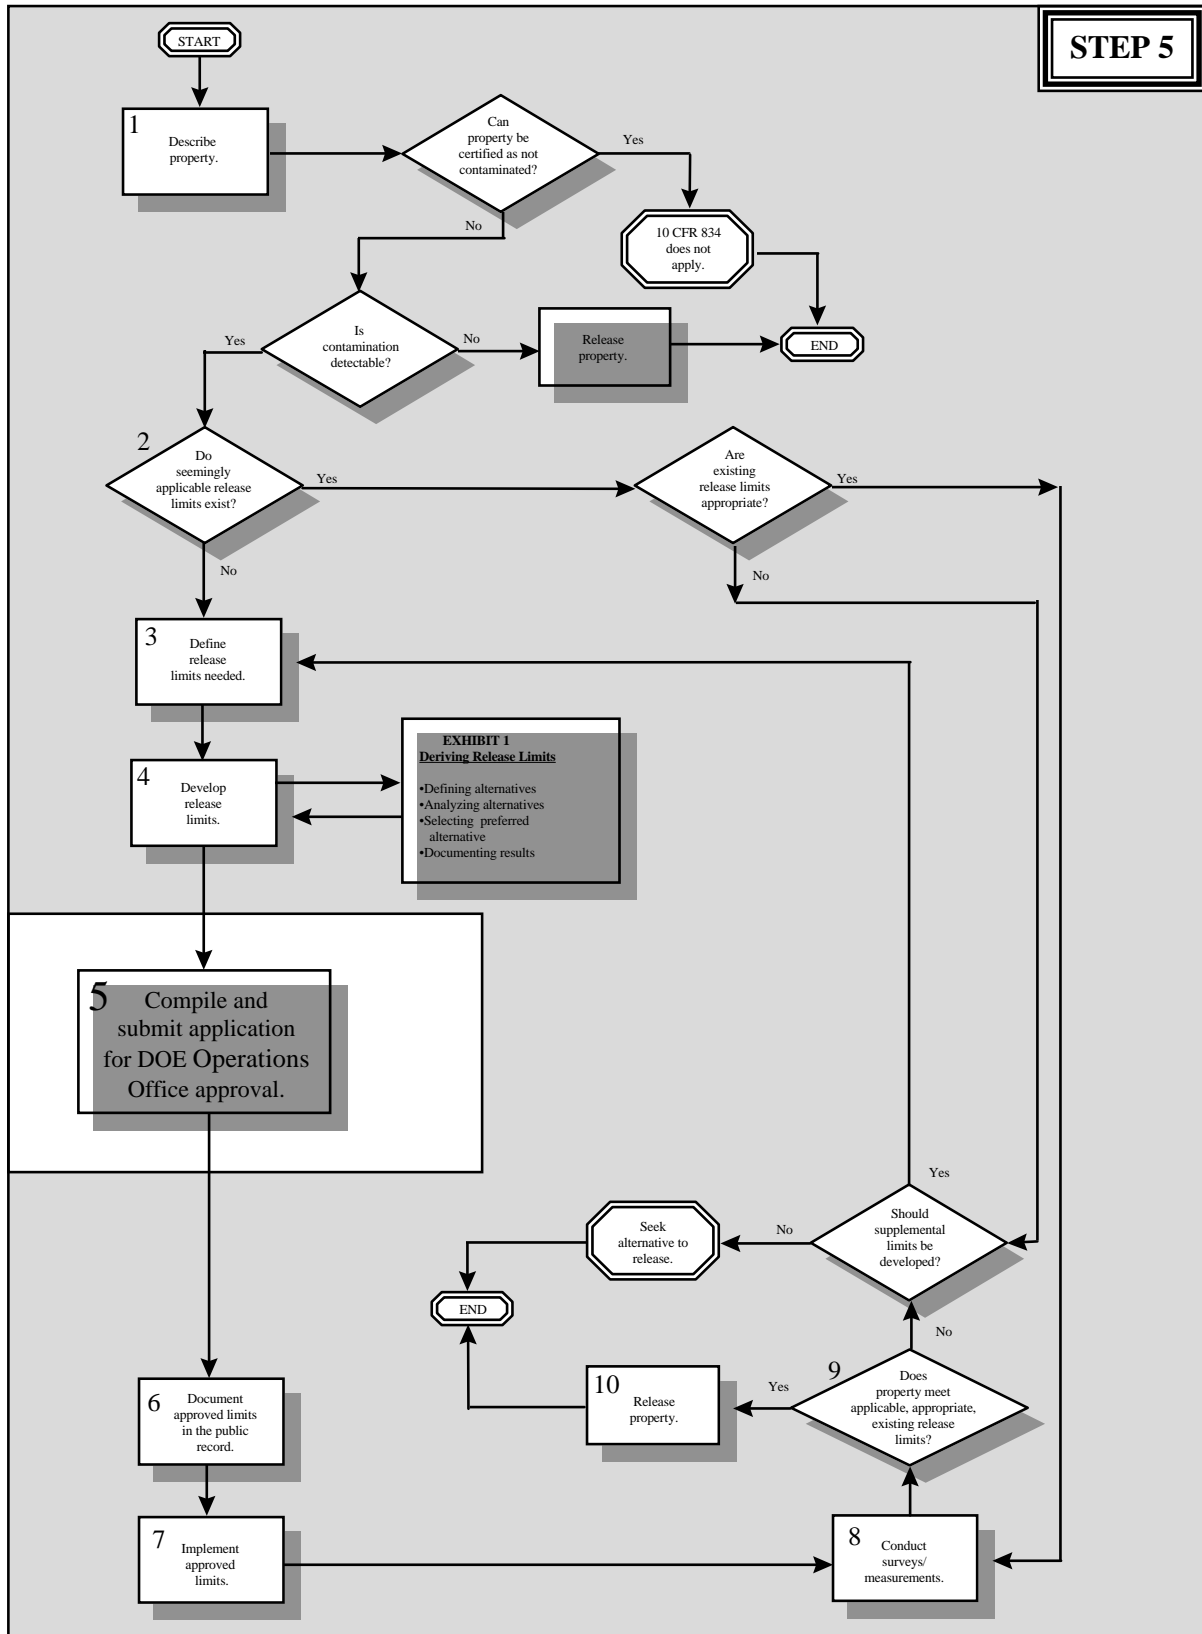 START
STEP 5
1
Describe
property.
Can
property be
certified as not
contaminated?
Yes
No
10 CFR 834
does not
apply.
Is
contamination
detectable?
Yes
No
Release
property.
END
2
Do
seemingly
applicable release
limits exist?
Yes
No
Are
existing
release limits
appropriate?
Yes
No
3
Define
release
limits needed.
4
Develop
release
limits.
EXHIBIT 1
Deriving Release Limits
•Defining alternatives
•Analyzing alternatives
•Selecting preferred
alternative
•Documenting results
5
Compile and
submit application
for DOE Operations
Office approval.
Yes
Should
supplemental
limits be
developed?
No
Seek
alternative to
release.
END
No
9
Does
property meet
applicable, appropriate,
existing release
limits?
Yes
10
Release
property.
6
Document
approved limits
in the public
record.
7
Implement
approved
limits.
8
Conduct
surveys/
measurements.